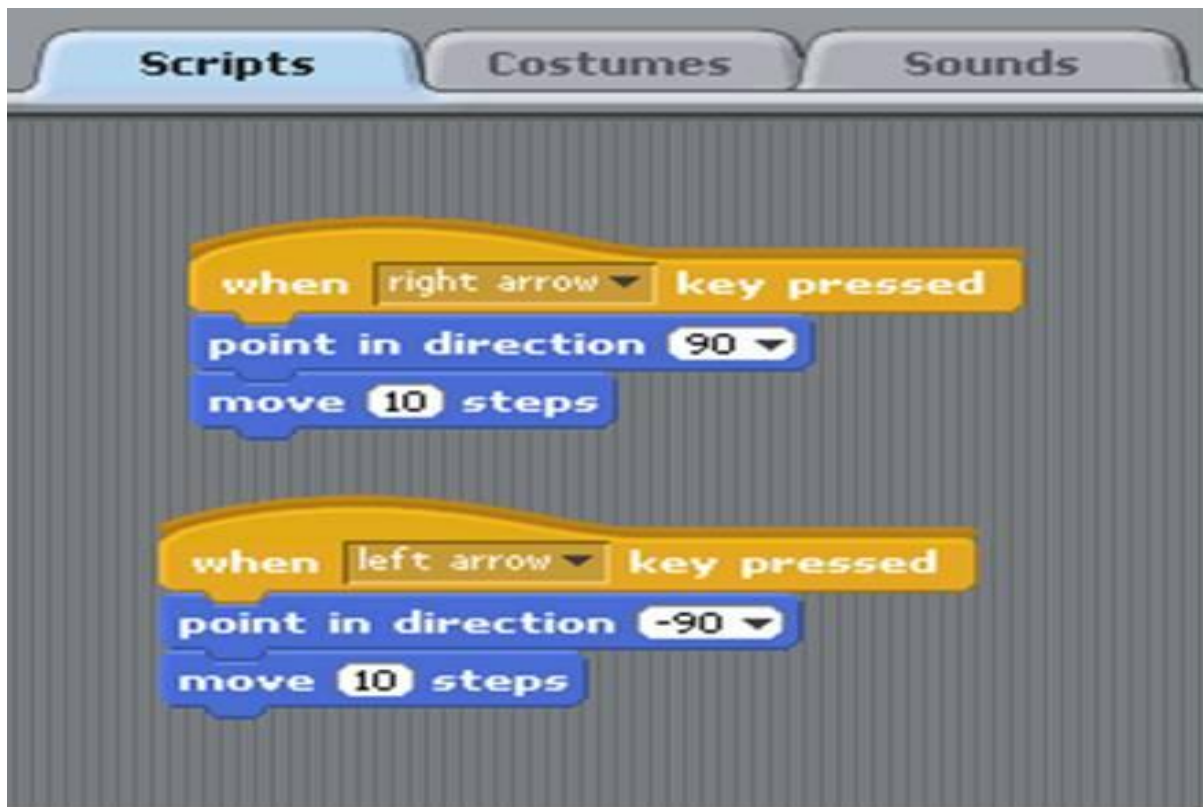 Scripts Costumes Sounds
when right arrow key pressed
point in direction 90
move 10 steps
when left arrow key pressed
point in direction -90
move 10 steps